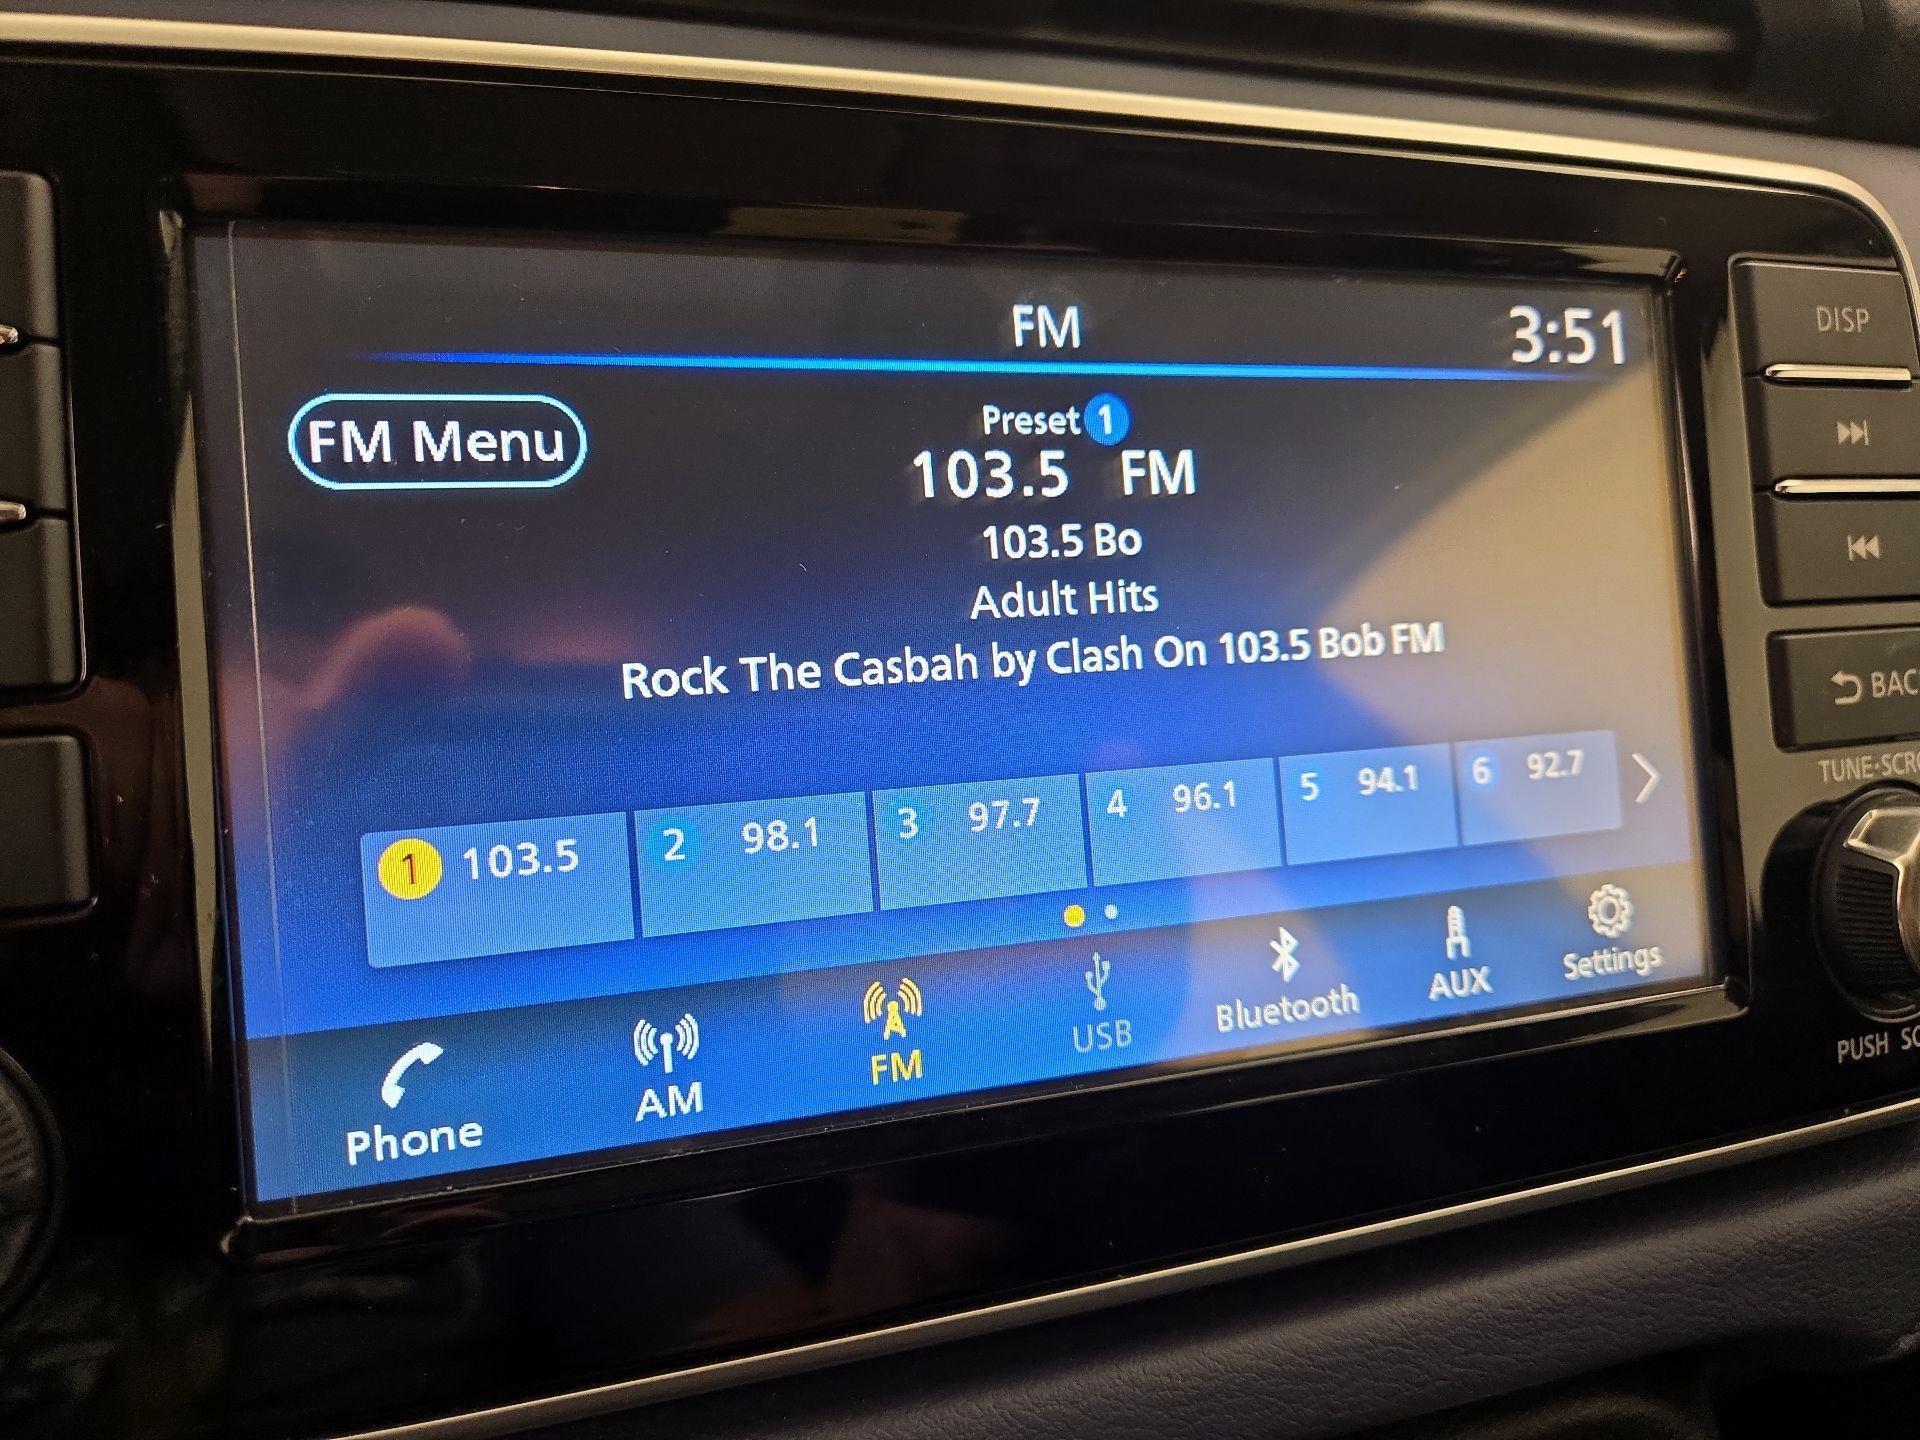 FM
3:51
DISP
FM Menu
Preset 1
103.5 FM
103.5 Bo
Adult Hits
Rock The Casbah by Clash On 103.5 Bob FM
BAC
TUNE·SCR
1 103.5
2 98.1
3 97.7
4 96.1
5 94.1
6 92.7
Phone
AM
FM
USB
Bluetooth
AUX
Settings
PUSH